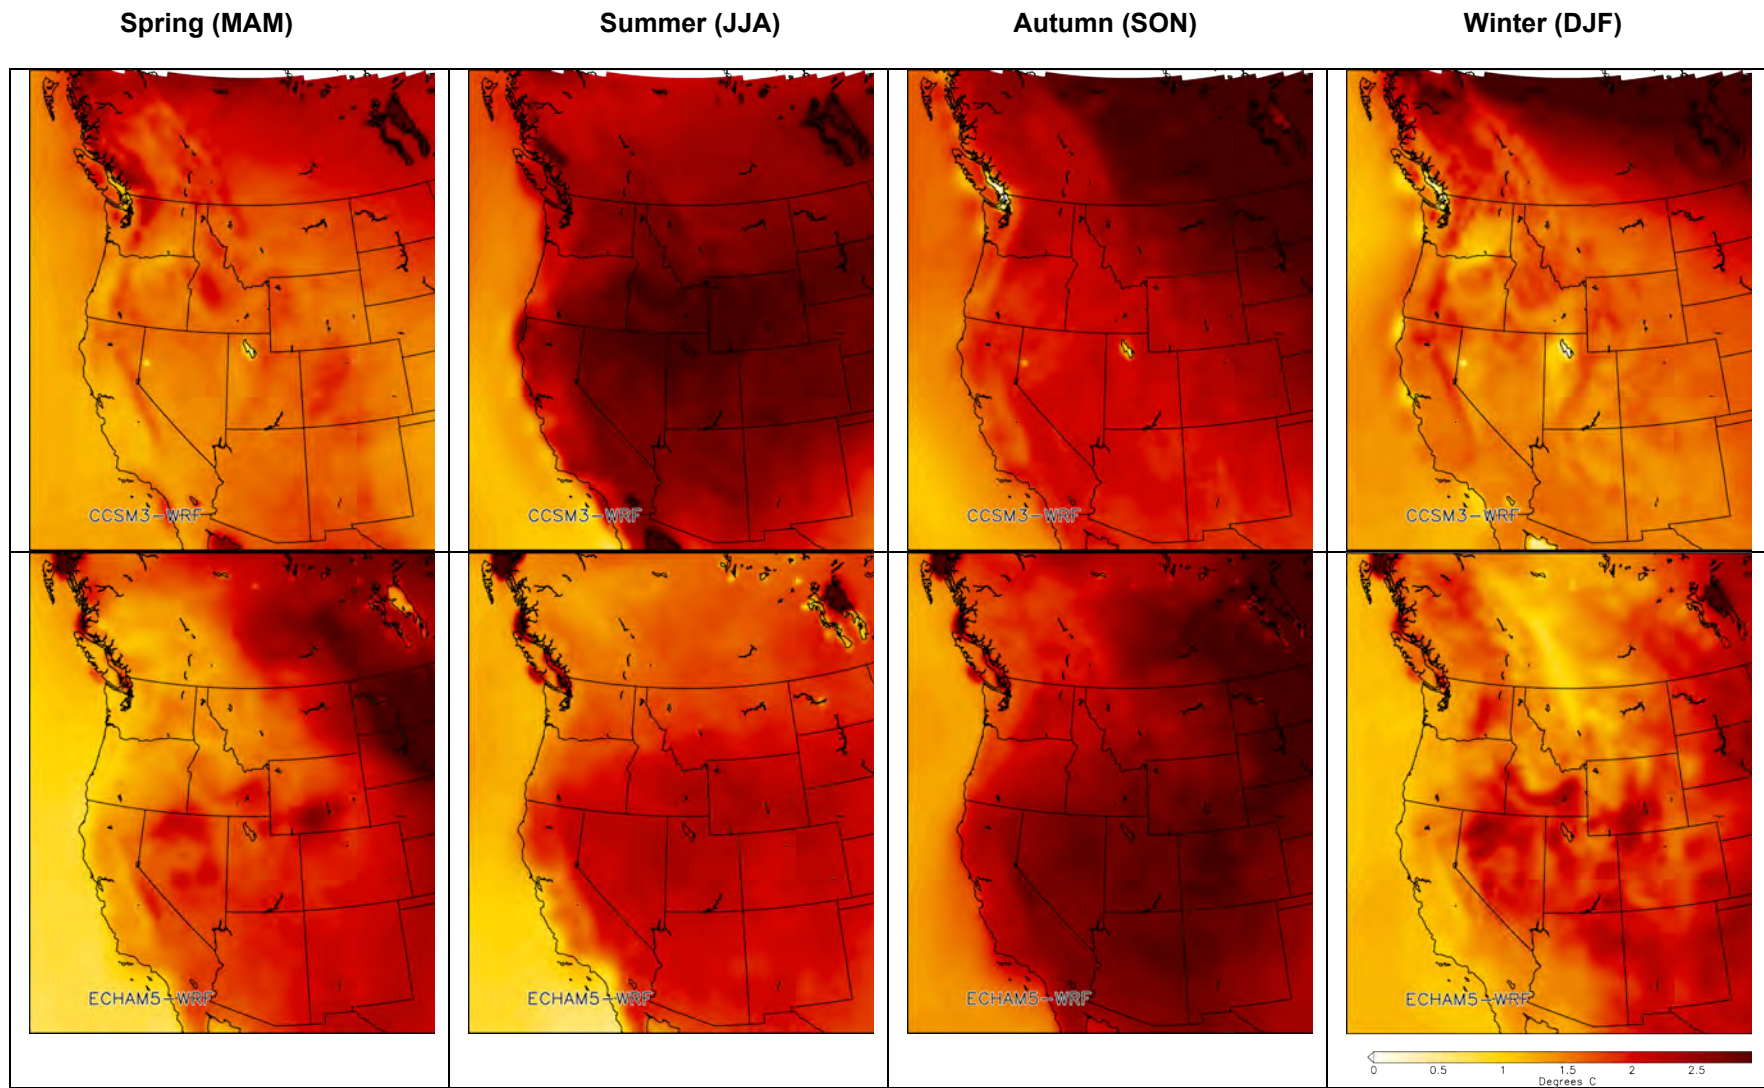 Spring (MAM) Summer (JJA) Autumn (SON) Winter (DJF)
CCSM3-WRF CCSM3-WRF CCSM3-WRF CCSM3-WRF
ECHAM5-WRF ECHAM5-WRF ECHAM5-WRF ECHAM5-WRF
0 0.5 1 1.5 2 2.5
Degrees C